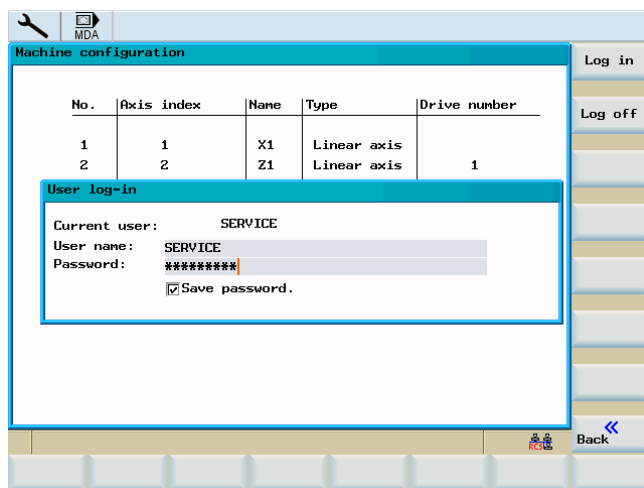 MDA
Machine configuration
Log in
No. Axis index Name Type Drive number
Log off
1 1 X1 Linear axis
2 2 Z1 Linear axis 1
User log-in
Current user: SERVICE
User name: SERVICE
Password: *********
Save password.
RCS
Back